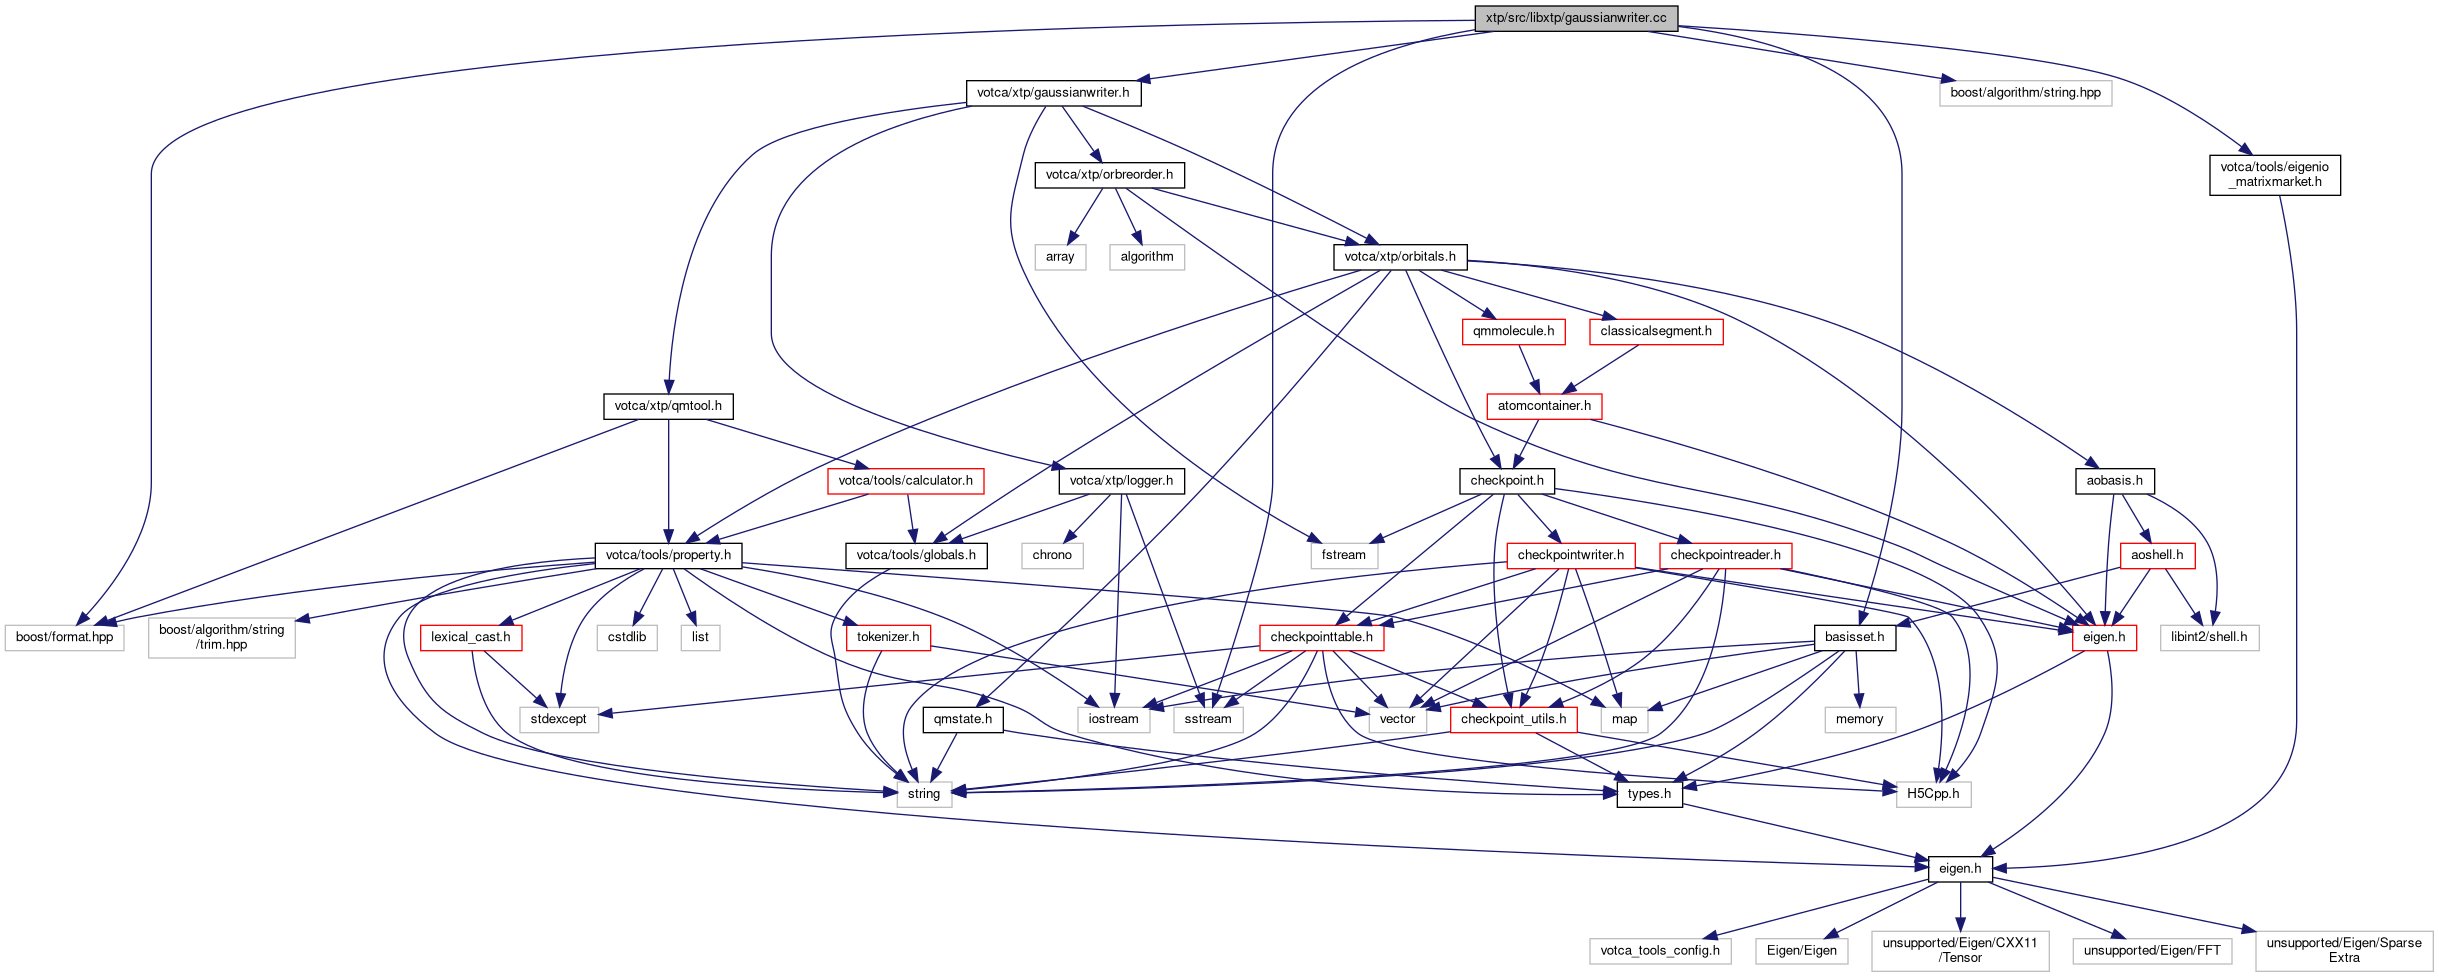 xtp/src/libxtp/gaussianwriter.cc
votca/xtp/gaussianwriter.h
boost/algorithm/string.hpp
votca/xtp/orbreorder.h
votca/tools/eigenio
_matrixmarket.h
array
algorithm
votca/xtp/orbitals.h
qmmolecule.h
classicalsegment.h
votca/xtp/qmtool.h
atomcontainer.h
votca/tools/calculator.h
votca/xtp/logger.h
checkpoint.h
aobasis.h
votca/tools/property.h
votca/tools/globals.h
chrono
fstream
checkpointwriter.h
checkpointreader.h
aoshell.h
boost/format.hpp
boost/algorithm/string
/trim.hpp
lexical_cast.h
cstdlib
list
tokenizer.h
checkpointtable.h
basisset.h
eigen.h
libint2/shell.h
stdexcept
qmstate.h
iostream
sstream
vector
checkpoint_utils.h
map
memory
string
types.h
H5Cpp.h
eigen.h
votca_tools_config.h
Eigen/Eigen
unsupported/Eigen/CXX11
/Tensor
unsupported/Eigen/FFT
unsupported/Eigen/Sparse
Extra